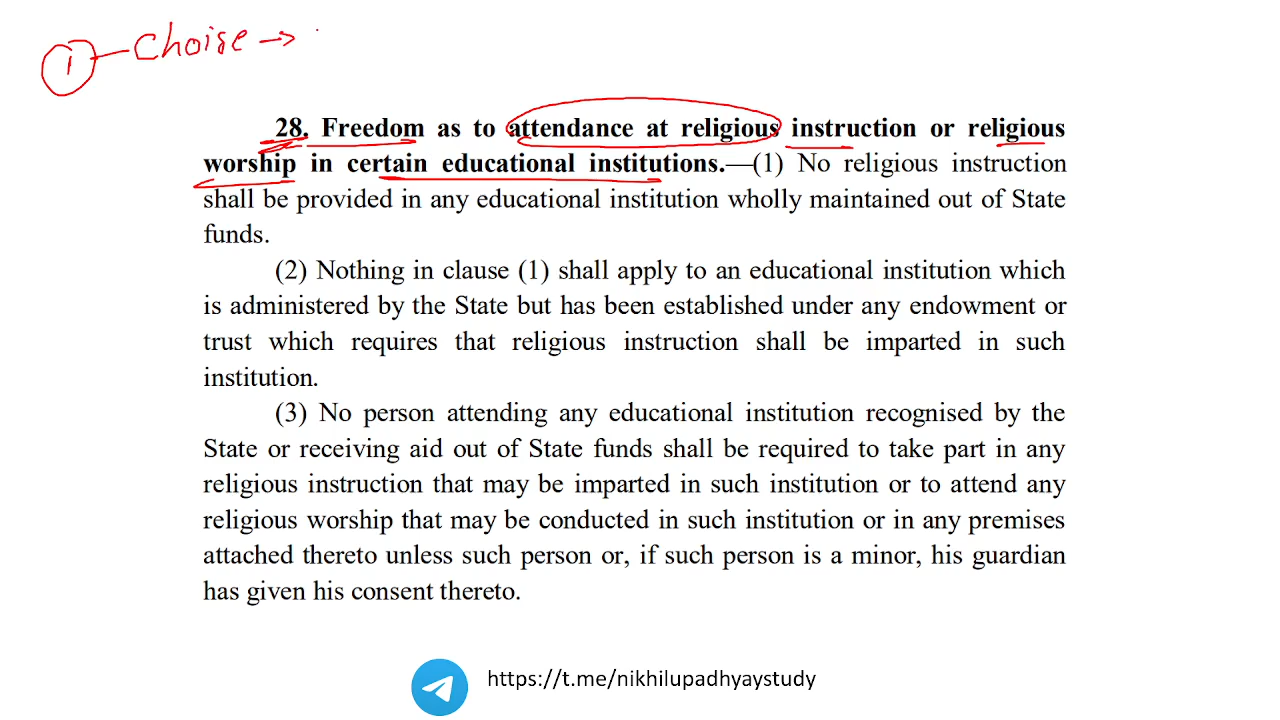 1 - Choise →
28. Freedom as to attendance at religious instruction or religious
worship in certain educational institutions.—(1) No religious instruction
shall be provided in any educational institution wholly maintained out of State
funds.
(2) Nothing in clause (1) shall apply to an educational institution which
is administered by the State but has been established under any endowment or
trust which requires that religious instruction shall be imparted in such
institution.
(3) No person attending any educational institution recognised by the
State or receiving aid out of State funds shall be required to take part in any
religious instruction that may be imparted in such institution or to attend any
religious worship that may be conducted in such institution or in any premises
attached thereto unless such person or, if such person is a minor, his guardian
has given his consent thereto.
https://t.me/nikhilupadhyaystudy